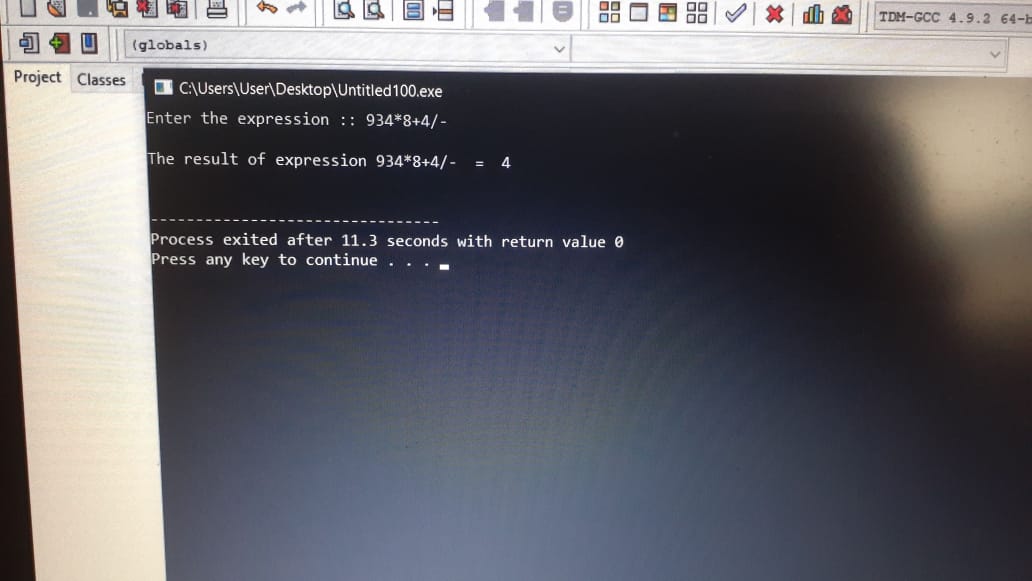 TDM-GCC 4.9.2 64-
(globals)
Project Classes
C:\Users\User\Desktop\Untitled100.exe
Enter the expression :: 934*8+4/-
The result of expression 934*8+4/- = 4
--------------------------------
Process exited after 11.3 seconds with return value 0
Press any key to continue . . .